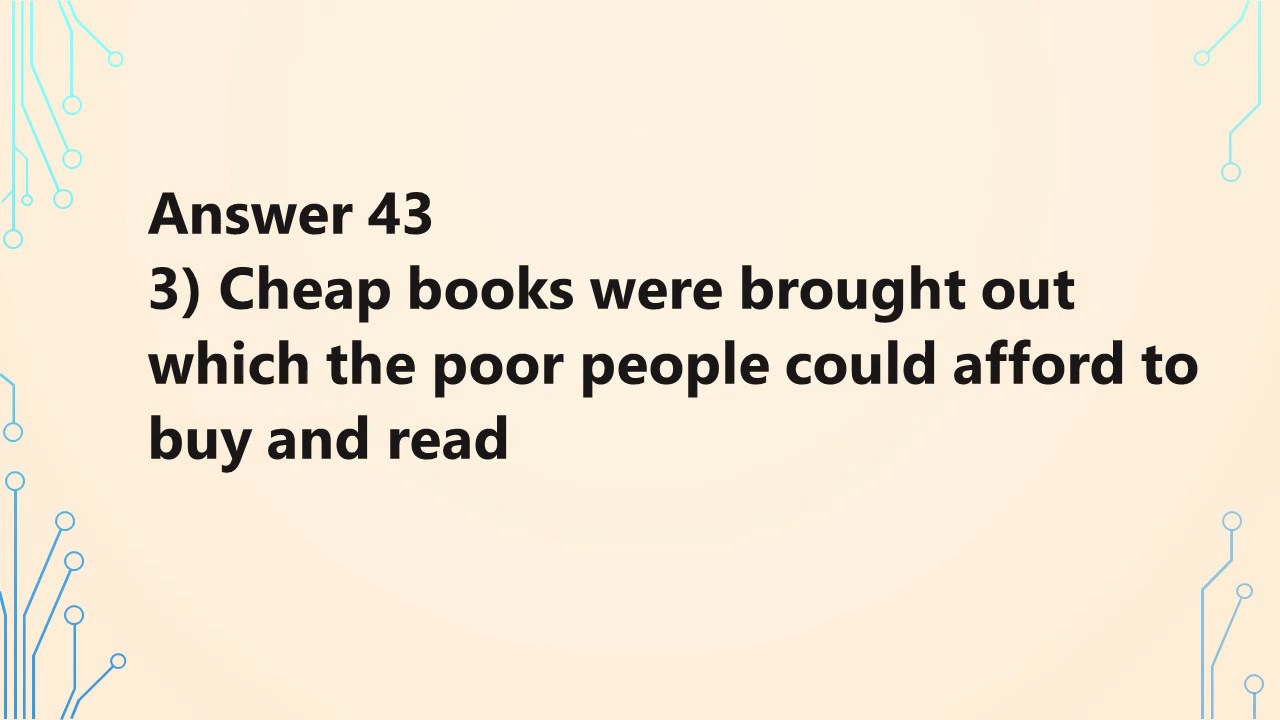 Answer 43
3) Cheap books were brought out
which the poor people could afford to
buy and read